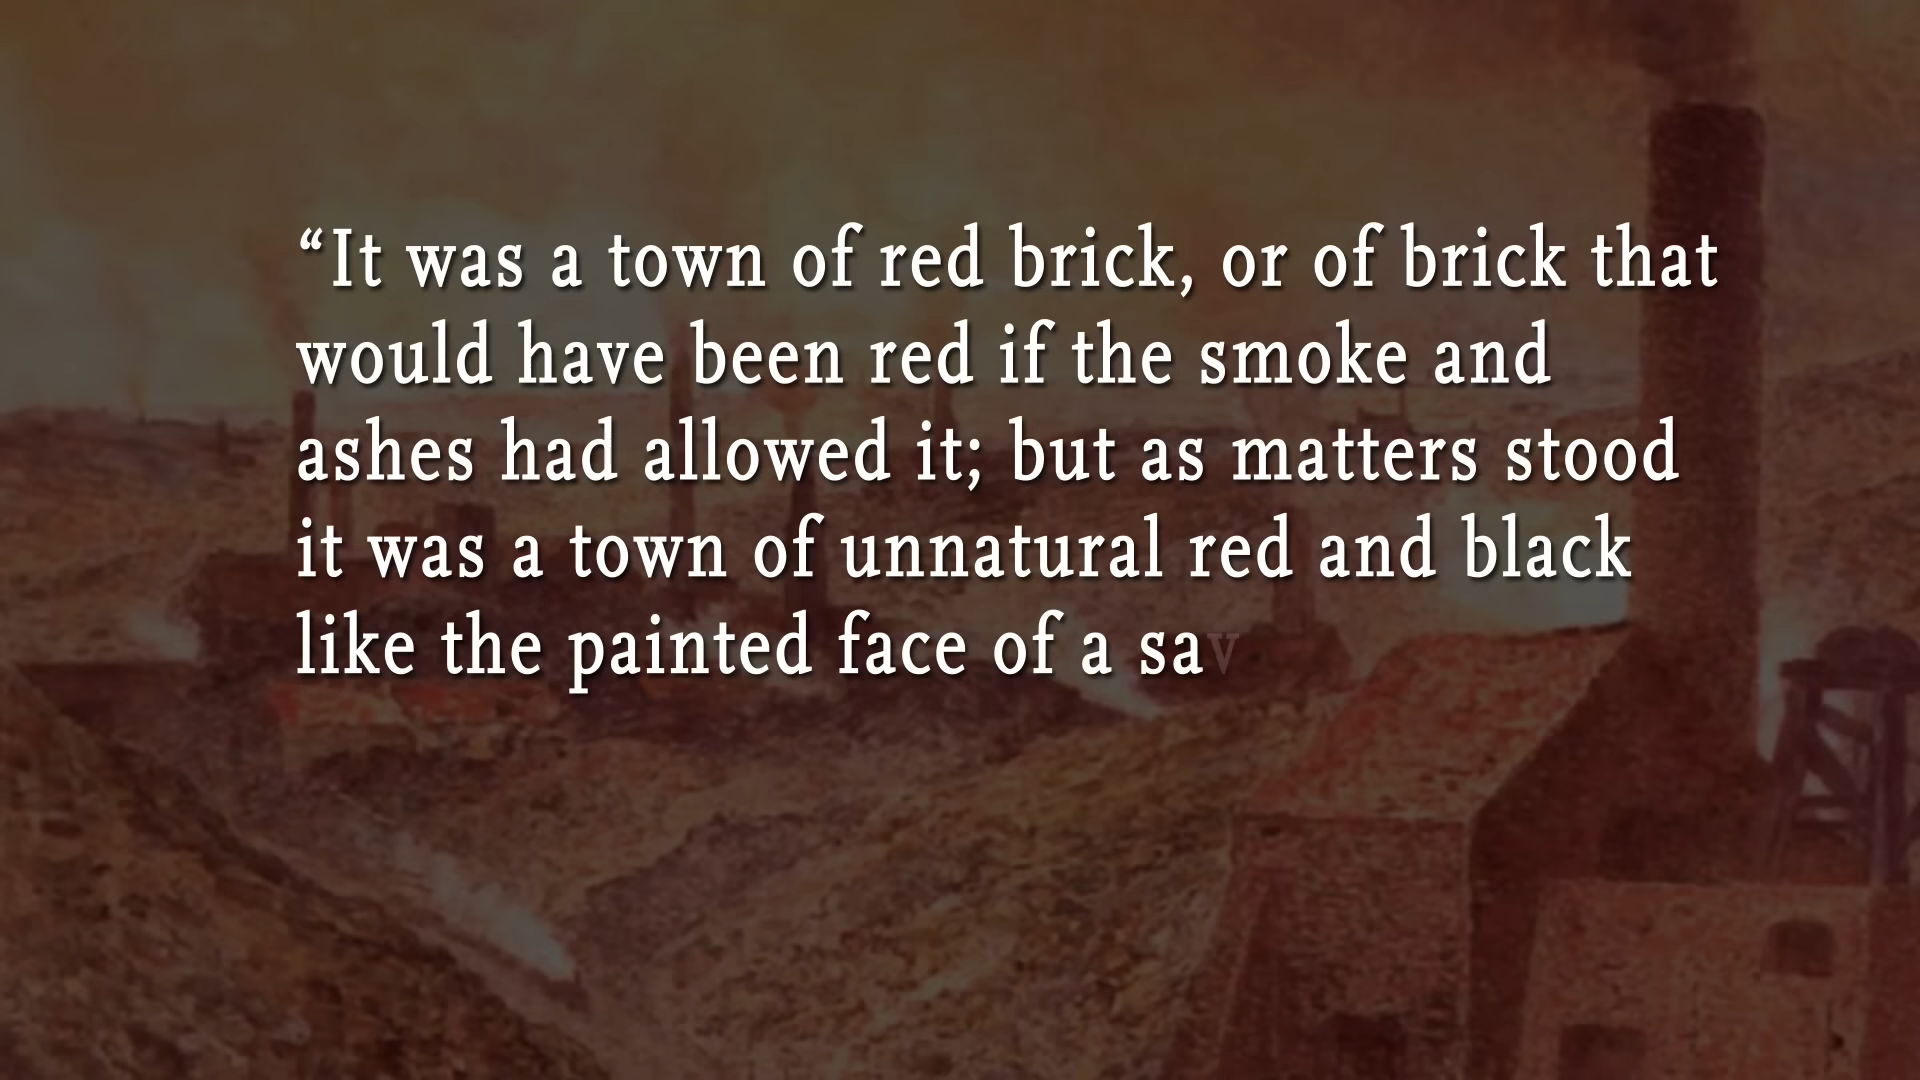 “It was a town of red brick, or of brick that
would have been red if the smoke and
ashes had allowed it; but as matters stood
it was a town of unnatural red and black
like the painted face of a sav